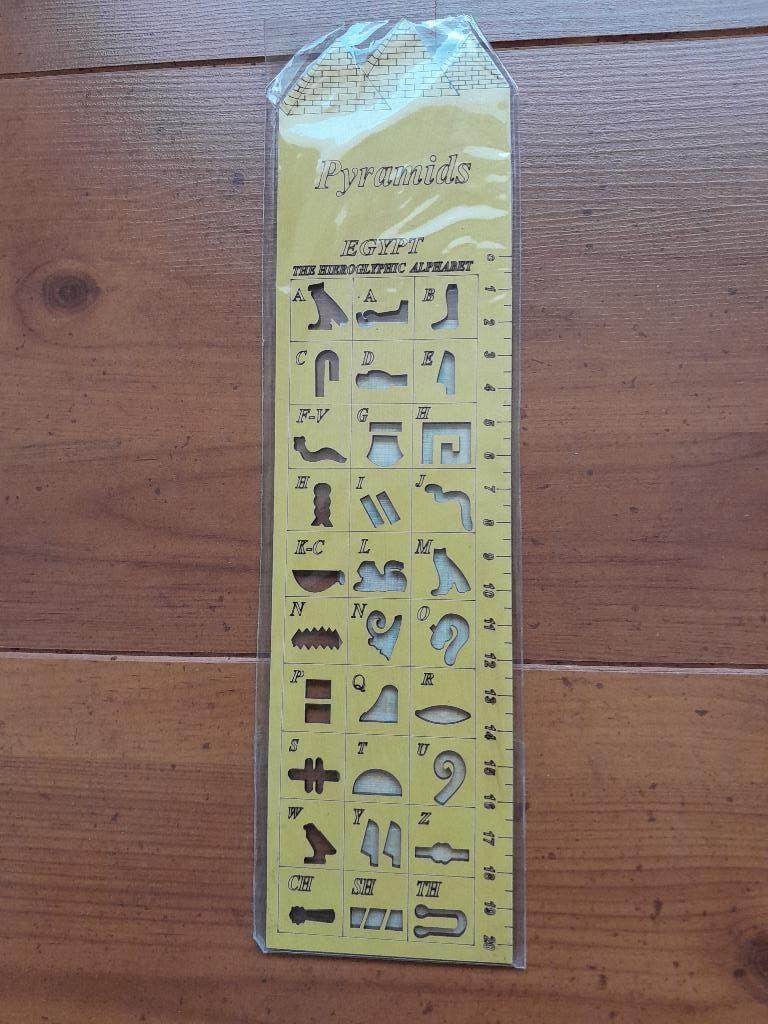 Pyramids
EGYPT
THE HIEROGLYPHIC ALPHABET
A A B
C D E
F-V G H
H I J
K-C L M
N N O
P Q R
S T U
W Y Z
CH SH TH
0
1
2
3
4
5
6
7
8
9
10
11
12
13
14
15
16
17
18
19
20